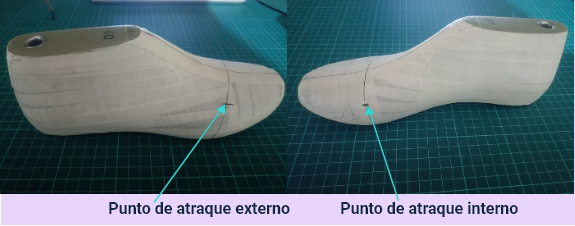 Punto de atraque externo
Punto de atraque interno